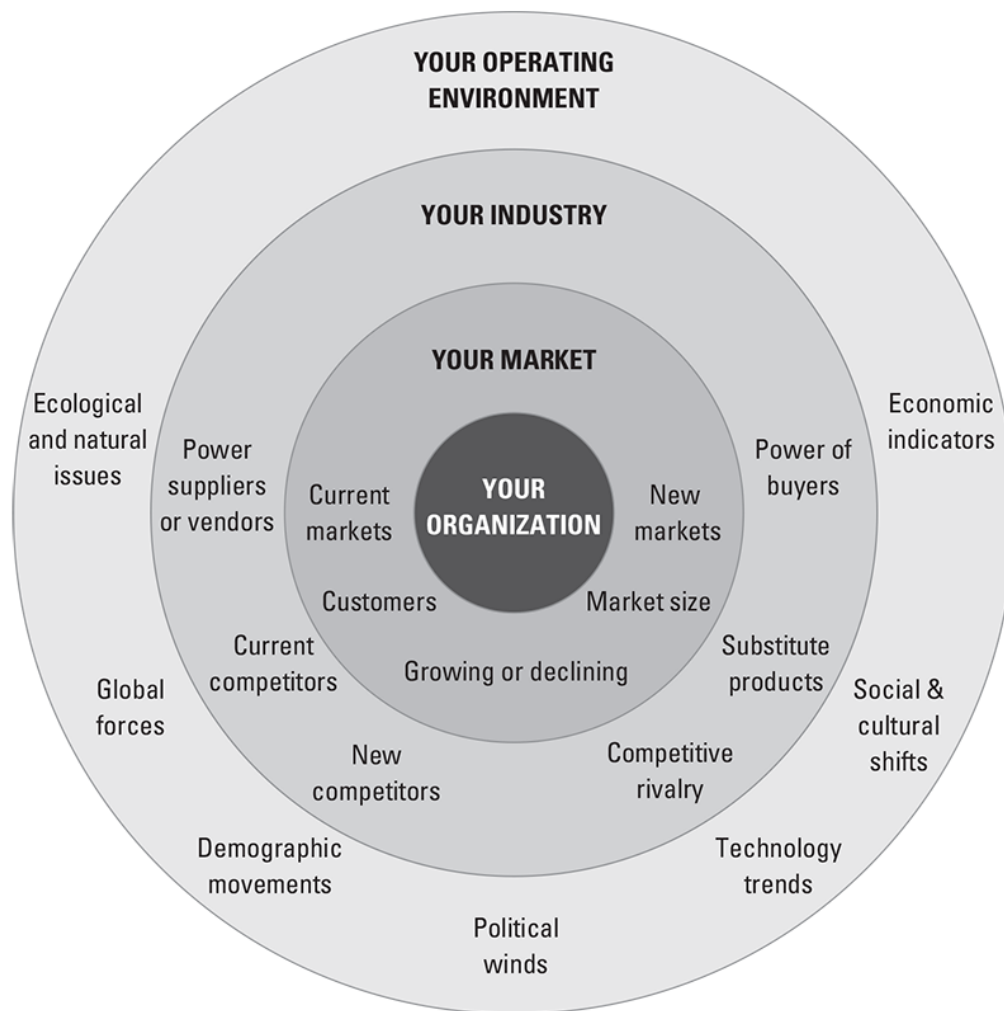 YOUR OPERATING
ENVIRONMENT
YOUR INDUSTRY
YOUR MARKET
YOUR
ORGANIZATION
Current
markets
New
markets
Customers
Market size
Growing or declining
Power
suppliers
or vendors
Power of
buyers
Current
competitors
Substitute
products
New
competitors
Competitive
rivalry
Ecological
and natural
issues
Economic
indicators
Global
forces
Social &
cultural
shifts
Demographic
movements
Technology
trends
Political
winds